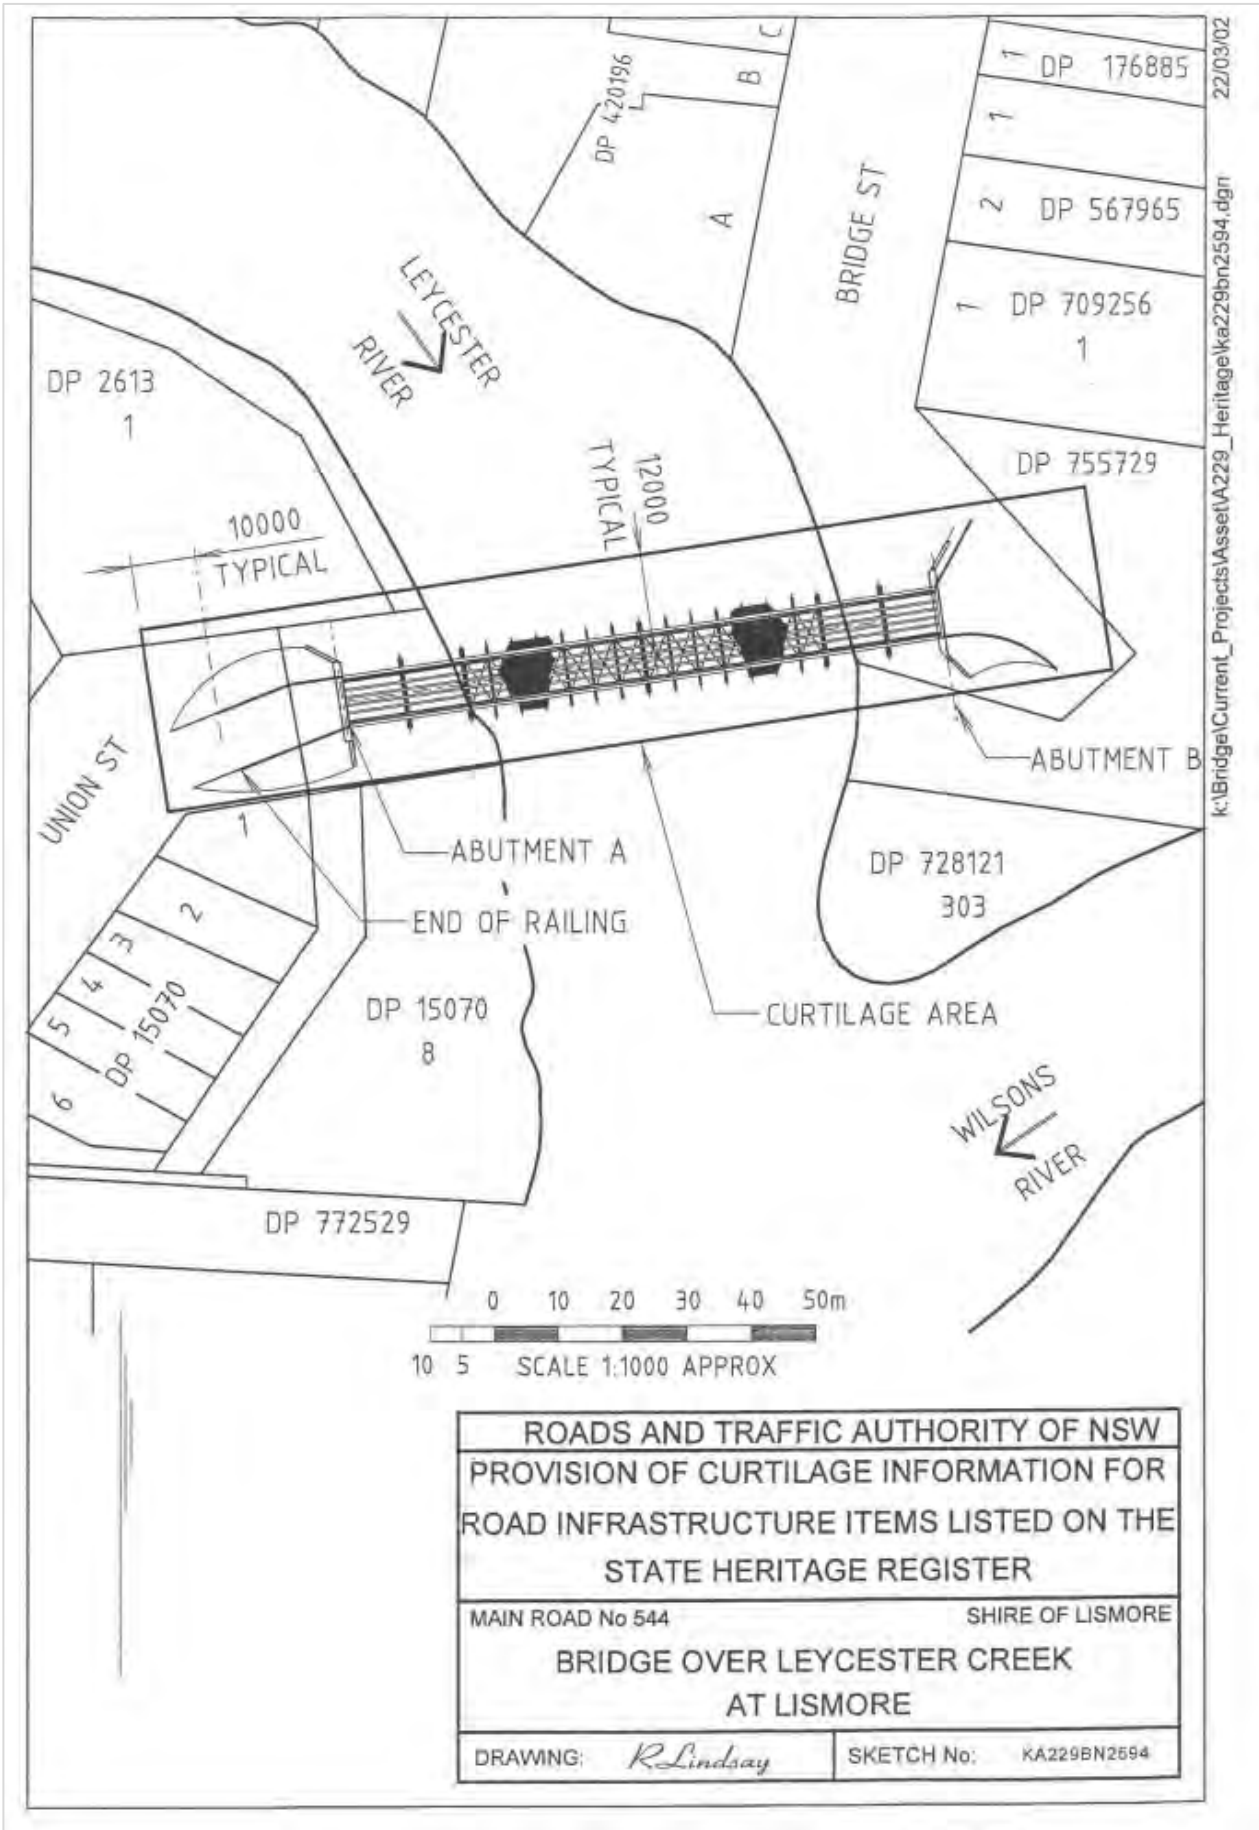 22/03/02
k:\Bridge\Current_Projects\Asset\A229_Heritage\ka229bn2594.dgn
C
B
DP 420196
A
BRIDGE ST
1
DP 176885
1
2
DP 567965
1
DP 709256
1
DP 755729
LEYCESTER
RIVER
DP 2613
1
10000
TYPICAL
12000
TYPICAL
UNION ST
1
ABUTMENT A
END OF RAILING
ABUTMENT B
DP 728121
303
CURTILAGE AREA
2
3
4
5
6
DP 15070
DP 15070
8
WILSONS
RIVER
DP 772529
0 10 20 30 40 50m
10 5 SCALE 1:1000 APPROX
ROADS AND TRAFFIC AUTHORITY OF NSW
PROVISION OF CURTILAGE INFORMATION FOR
ROAD INFRASTRUCTURE ITEMS LISTED ON THE
STATE HERITAGE REGISTER
MAIN ROAD No 544 SHIRE OF LISMORE
BRIDGE OVER LEYCESTER CREEK
AT LISMORE
DRAWING: R Lindsay SKETCH No: KA229BN2594